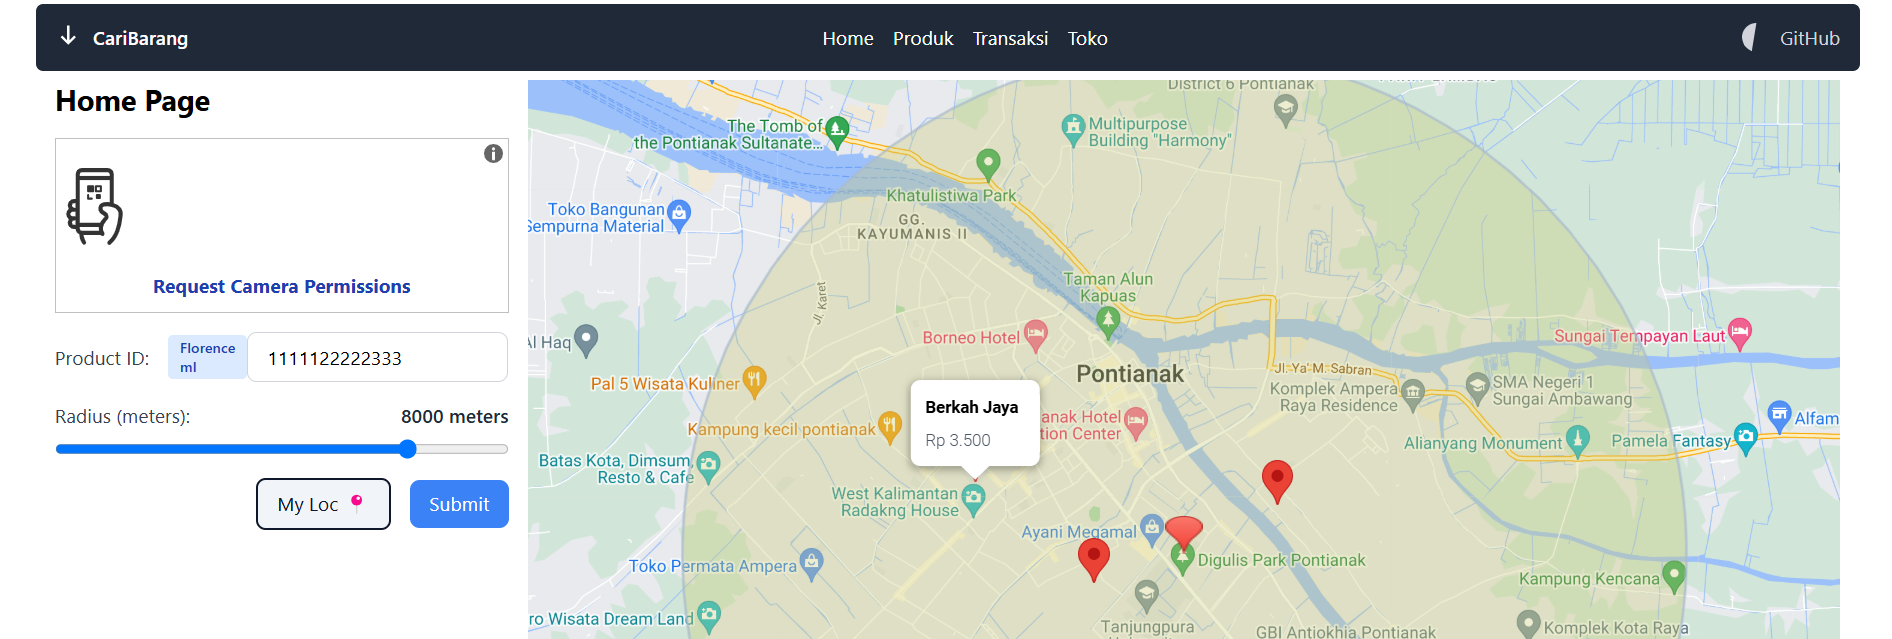 CariBarang
Home
Produk
Transaksi
Toko
GitHub
Home Page
Request Camera Permissions
Product ID:
Florence
ml
1111122222333
Radius (meters):
8000 meters
My Loc
Submit
District 6 Pontianak
The Tomb of
the Pontianak Sultanate...
Multipurpose
Building "Harmony"
Khatulistiwa Park
Toko Bangunan
Sempurna Material
GG.
KAYUMANIS II
Taman Alun
Kapuas
Jl. Karet
Al Haq
Borneo Hotel
Sungai Tempayan Laut
Pontianak
Jl. Ya' M. Sabran
Pal 5 Wisata Kuliner
Komplek Ampera
Raya Residence
SMA Negeri 1
Sungai Ambawang
Berkah Jaya
Rp 3.500
anak Hotel
tion Center
Alfam
Kampung kecil pontianak
Alianyang Monument
Pamela Fantasy
Batas Kota, Dimsum,
Resto & Cafe
West Kalimantan
Radakng House
Ayani Megamal
Digulis Park Pontianak
Toko Permata Ampera
Kampung Kencana
ro Wisata Dream Land
Tanjungpura
GBI Antiokhia Pontianak
Komplek Kota Raya